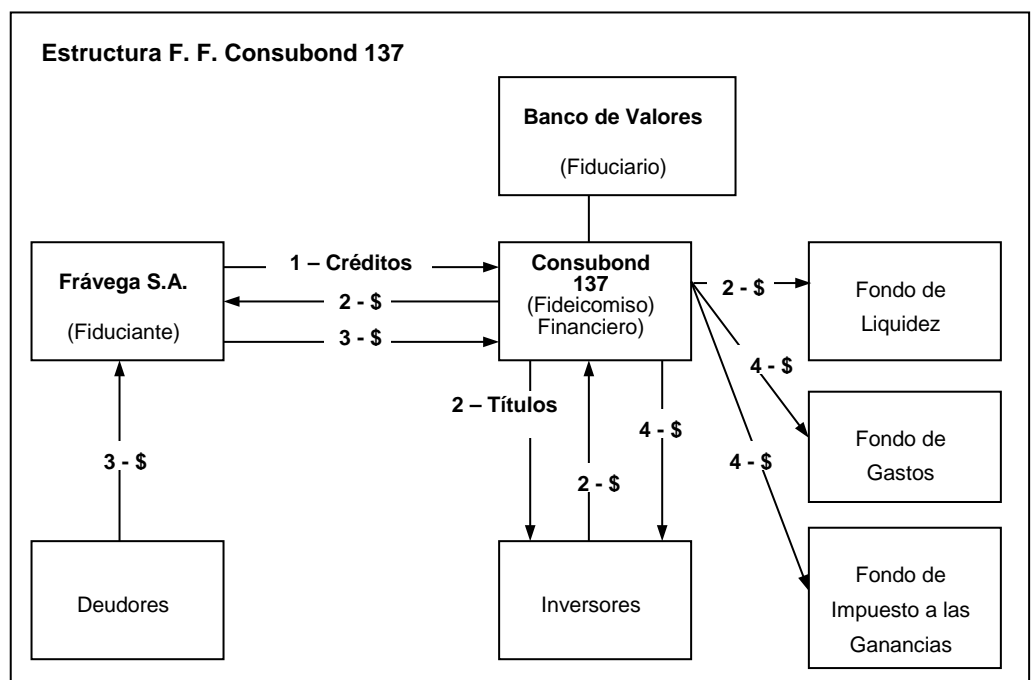 Estructura F. F. Consubond 137
Banco de Valores
(Fiduciario)
Frávega S.A.
(Fiduciante)
1 – Créditos
2 - $
3 - $
Consubond
137
(Fideicomiso)
Financiero)
2 - $
Fondo de
Liquidez
4 - $
4 - $
Fondo de
Gastos
2 – Títulos
4 - $
2 - $
3 - $
Deudores
Inversores
Fondo de
Impuesto a las
Ganancias